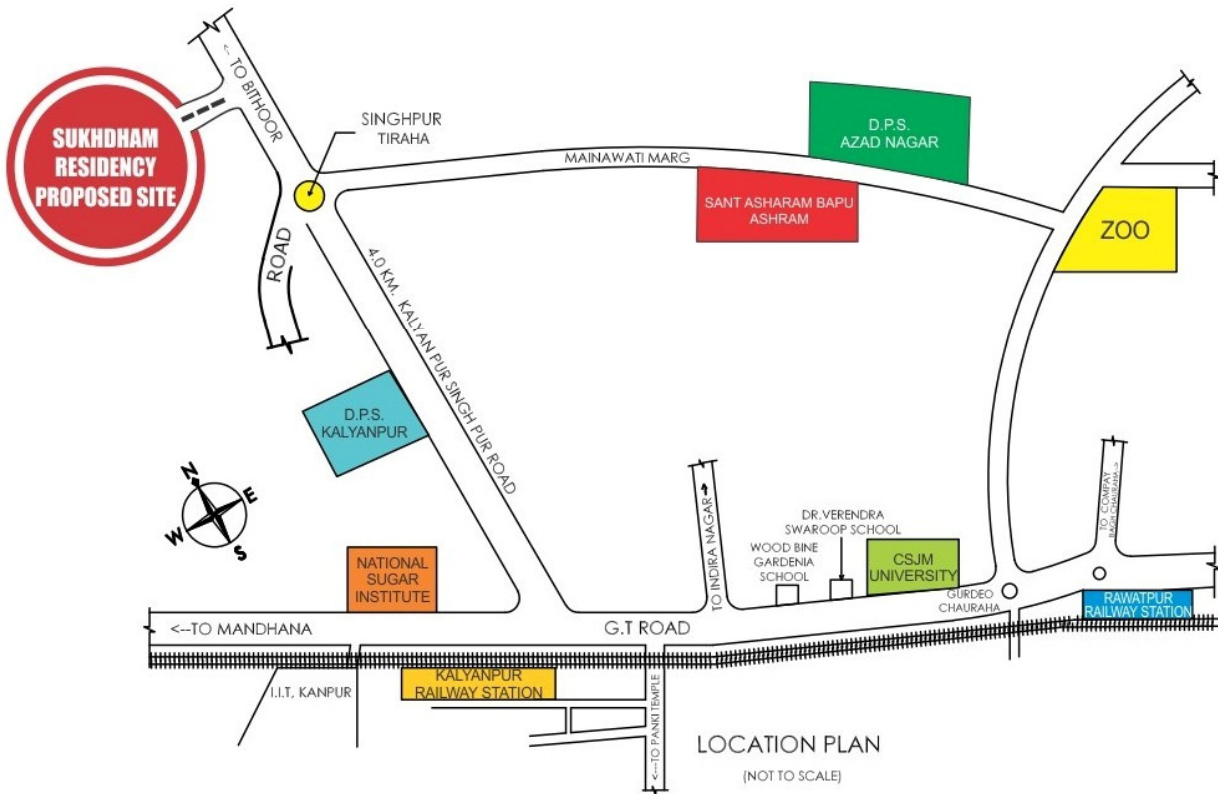 <-- TO BITHOOR
ROAD
SUKHDHAM
RESIDENCY
PROPOSED SITE
SINGHPUR
TIRAHA
MAINAWATI MARG
D.P.S.
AZAD NAGAR
SANT ASHARAM BAPU
ASHRAM
ZOO
4.0 KM. KALYAN PUR SINGH PUR ROAD
D.P.S.
KALYANPUR
N
E
W
S
NATIONAL
SUGAR
INSTITUTE
TO INDIRA NAGAR
DR.VERENDRA
SWAROOP SCHOOL
WOOD BINE
GARDENIA
SCHOOL
CSJM
UNIVERSITY
TO COMPAY
BAGH CHAURAHA ->
GURDEO
CHAURAHA
RAWATPUR
RAILWAY STATION
<--TO MANDHANA
G.T ROAD
I.I.T, KANPUR
KALYANPUR
RAILWAY STATION
<---TO PANKI TEMPLE
LOCATION PLAN
(NOT TO SCALE)